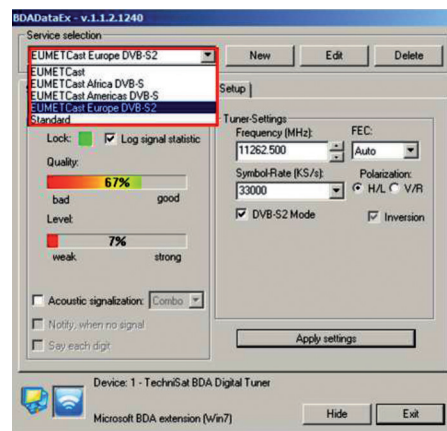 BDADataEx - v.1.1.2.1240
Service selection
EUMETCast Europe DVB-S2
New
Edit
Delete
EUMETCast
EUMETCast Africa DVB-S
EUMETCast Americas DVB-S
EUMETCast Europe DVB-S2
Standard
Setup
Lock:
Log signal statistic
Quality:
67%
bad
good
Level:
7%
weak
strong
Acoustic signalization:
Combo
Notify, when no signal
Say each digit
Tuner-Settings
Frequency (MHz):
FEC:
11262.500
Auto
Symbol-Rate (KS/s):
Polarization:
33000
H/L
V/R
DVB-S2 Mode
Inversion
Apply settings
Device: 1 - TechniSat BDA Digital Tuner
Microsoft BDA extension (Win7)
Hide
Exit